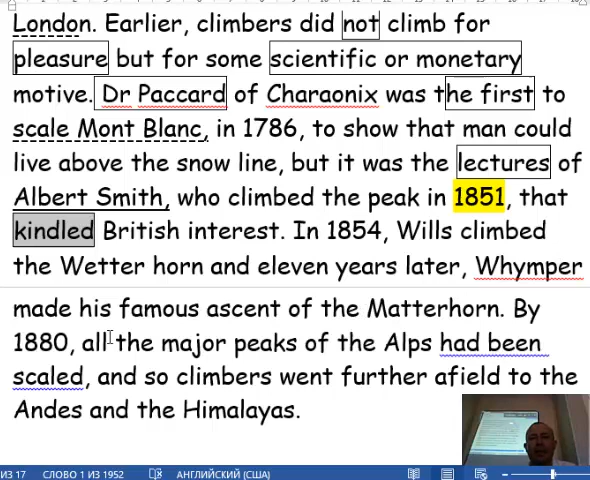 London. Earlier, climbers did not climb for
pleasure but for some scientific or monetary
motive. Dr Paccard of Charaonix was the first to
scale Mont Blanc, in 1786, to show that man could
live above the snow line, but it was the lectures of
Albert Smith, who climbed the peak in 1851, that
kindled British interest. In 1854, Wills climbed
the Wetter horn and eleven years later, Whymper
made his famous ascent of the Matterhorn. By
1880, all the major peaks of the Alps had been
scaled, and so climbers went further afield to the
Andes and the Himalayas.
ИЗ 17 СЛОВО 1 ИЗ 1952 АНГЛИЙСКИЙ (США)